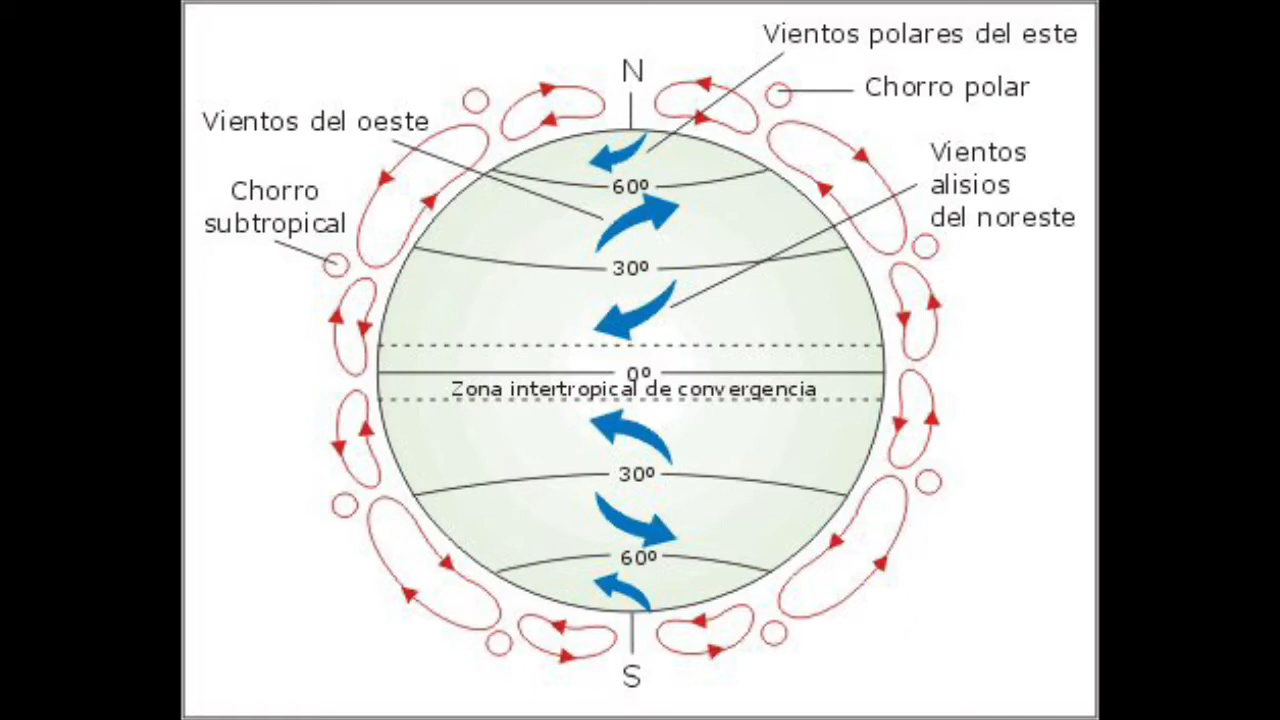 Vientos polares del este
N
Chorro polar
Vientos del oeste
Vientos
alisios
del noreste
Chorro
subtropical
60º
30º
0º
Zona intertropical de convergencia
30º
60º
S